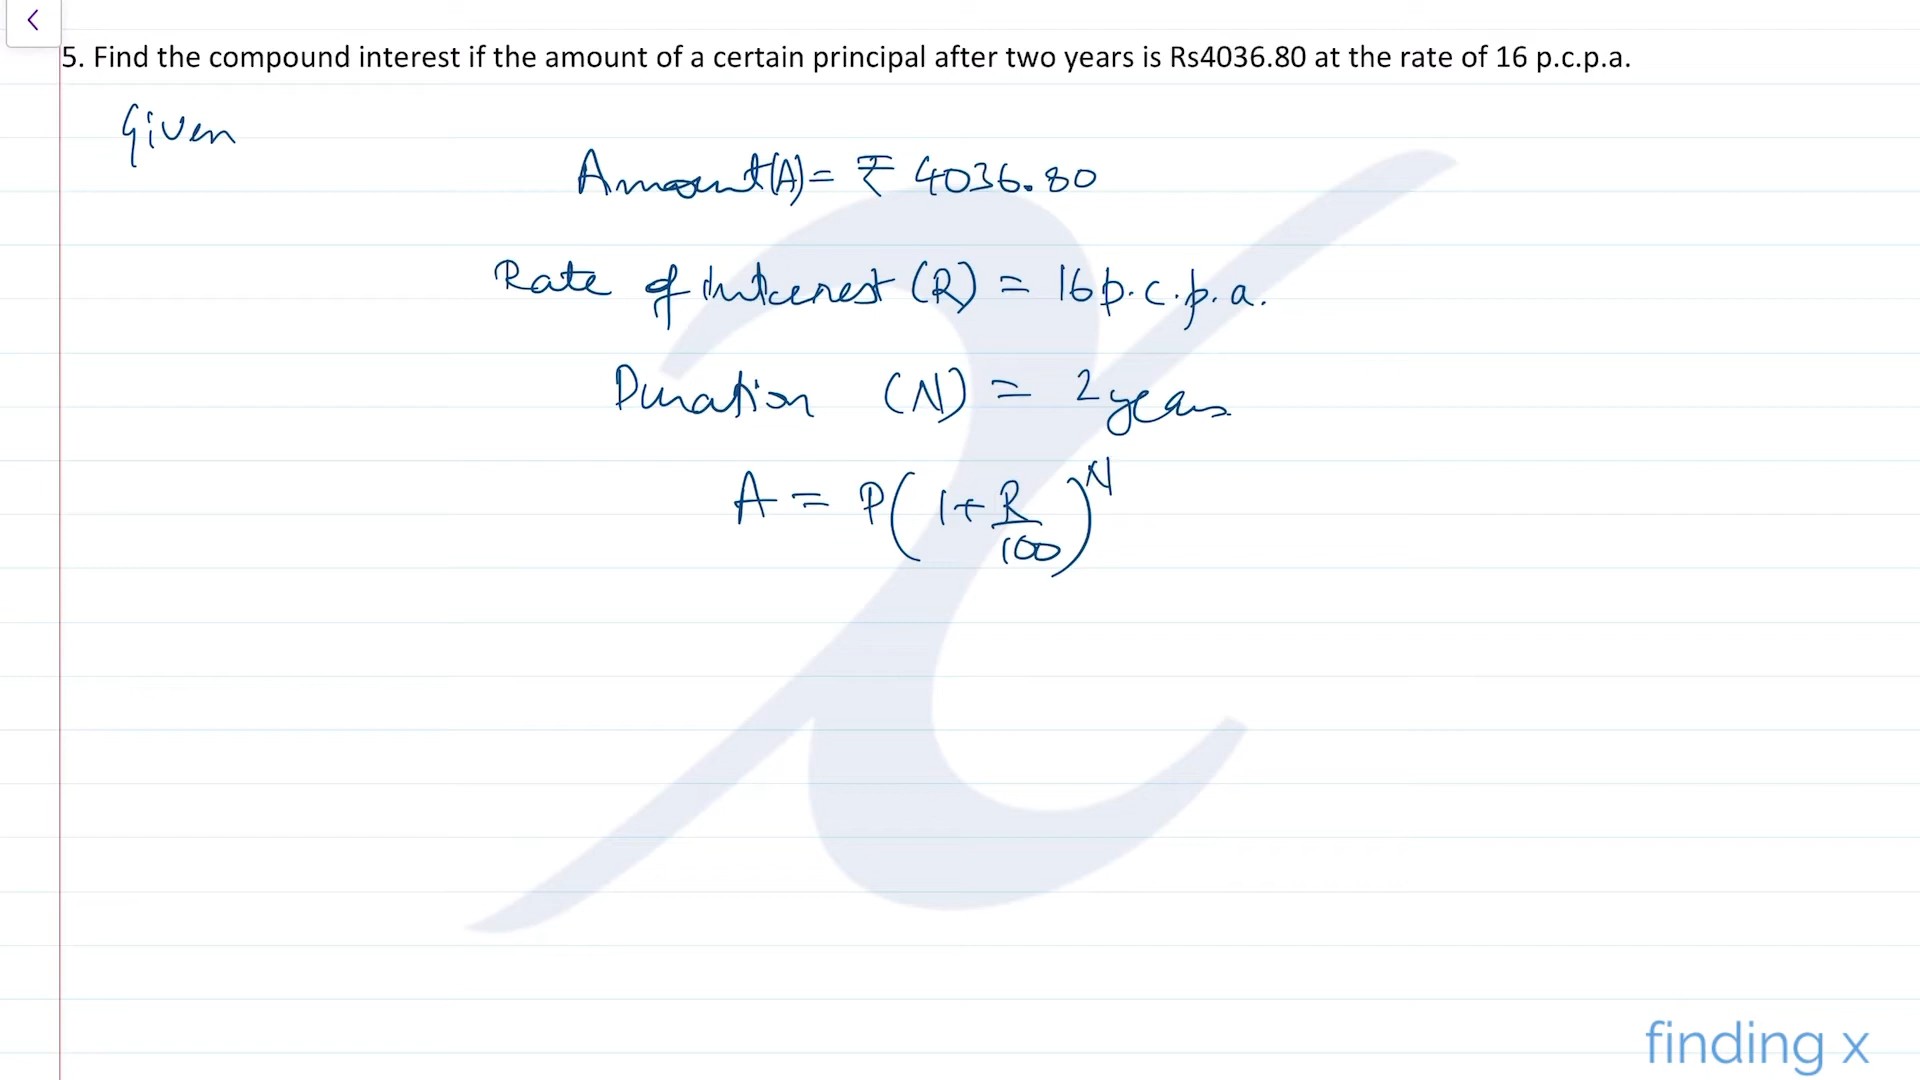 5. Find the compound interest if the amount of a certain principal after two years is Rs4036.80 at the rate of 16 p.c.p.a.
Given
Amount(A) = ₹ 4036.80
Rate of interest (R) = 16 p.c.p.a.
Duration (N) = 2 years
A = P(1+R/100)^N
finding x